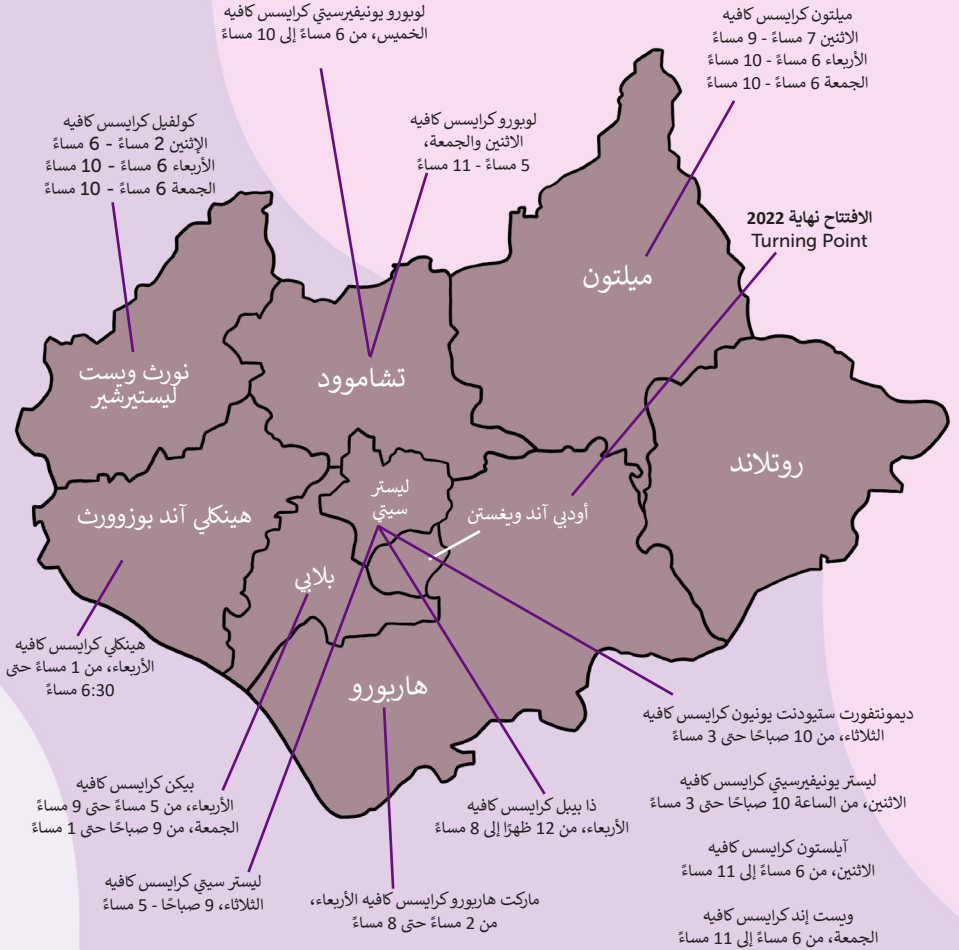 لوبورو يونيفيرسيتي كرايسس كافيه
الخميس، من 6 مساءً إلى 10 مساءً
ميلتون كرايسس كافيه
الاثنين 7 مساءً - 9 مساءً
الأربعاء 6 مساءً - 10 مساءً
الجمعة 6 مساءً - 10 مساءً
كولفيل كرايسس كافيه
الإثنين 2 مساءً - 6 مساءً
الأربعاء 6 مساءً - 10 مساءً
الجمعة 6 مساءً - 10 مساءً
لوبورو كرايسس كافيه
الاثنين والجمعة،
5 مساءً - 11 مساءً
الافتتاح نهاية 2022
Turning Point
ميلتون
تشاموود
نورث ويست
ليستيرشير
روتلاند
ليستر
سيتي
أودبي آند ويغستن
هينكلي آند بوزوورث
بلابي
هاربورو
هينكلي كرايسس كافيه
الأربعاء، من 1 مساءً حتى
6:30 مساءً
ديمونتفورت ستيودنت يونيون كرايسس كافيه
الثلاثاء، من 10 صباحًا حتى 3 مساءً
ليستر يونيفيرسيتي كرايسس كافيه
الاثنين، من الساعة 10 صباحًا حتى 3 مساءً
آيلستون كرايسس كافيه
الاثنين، من 6 مساءً إلى 11 مساءً
ويست إند كرايسس كافيه
الجمعة، من 6 مساءً إلى 11 مساءً
بيكن كرايسس كافيه
الأربعاء، من 5 مساءً حتى 9 مساءً
الجمعة، من 9 صباحًا حتى 1 مساءً
ذا بيبل كرايسس كافيه
الأربعاء، من 12 ظهرًا إلى 8 مساءً
ليستر سيتي كرايسس كافيه
الثلاثاء، 9 صباحًا - 5 مساءً
ماركت هاربورو كرايسس كافيه الأربعاء،
من 2 مساءً حتى 8 مساءً